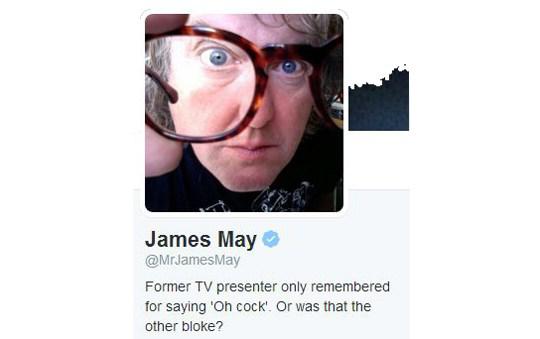 James May
@MrJamesMay
Former TV presenter only remembered
for saying 'Oh cock'. Or was that the
other bloke?